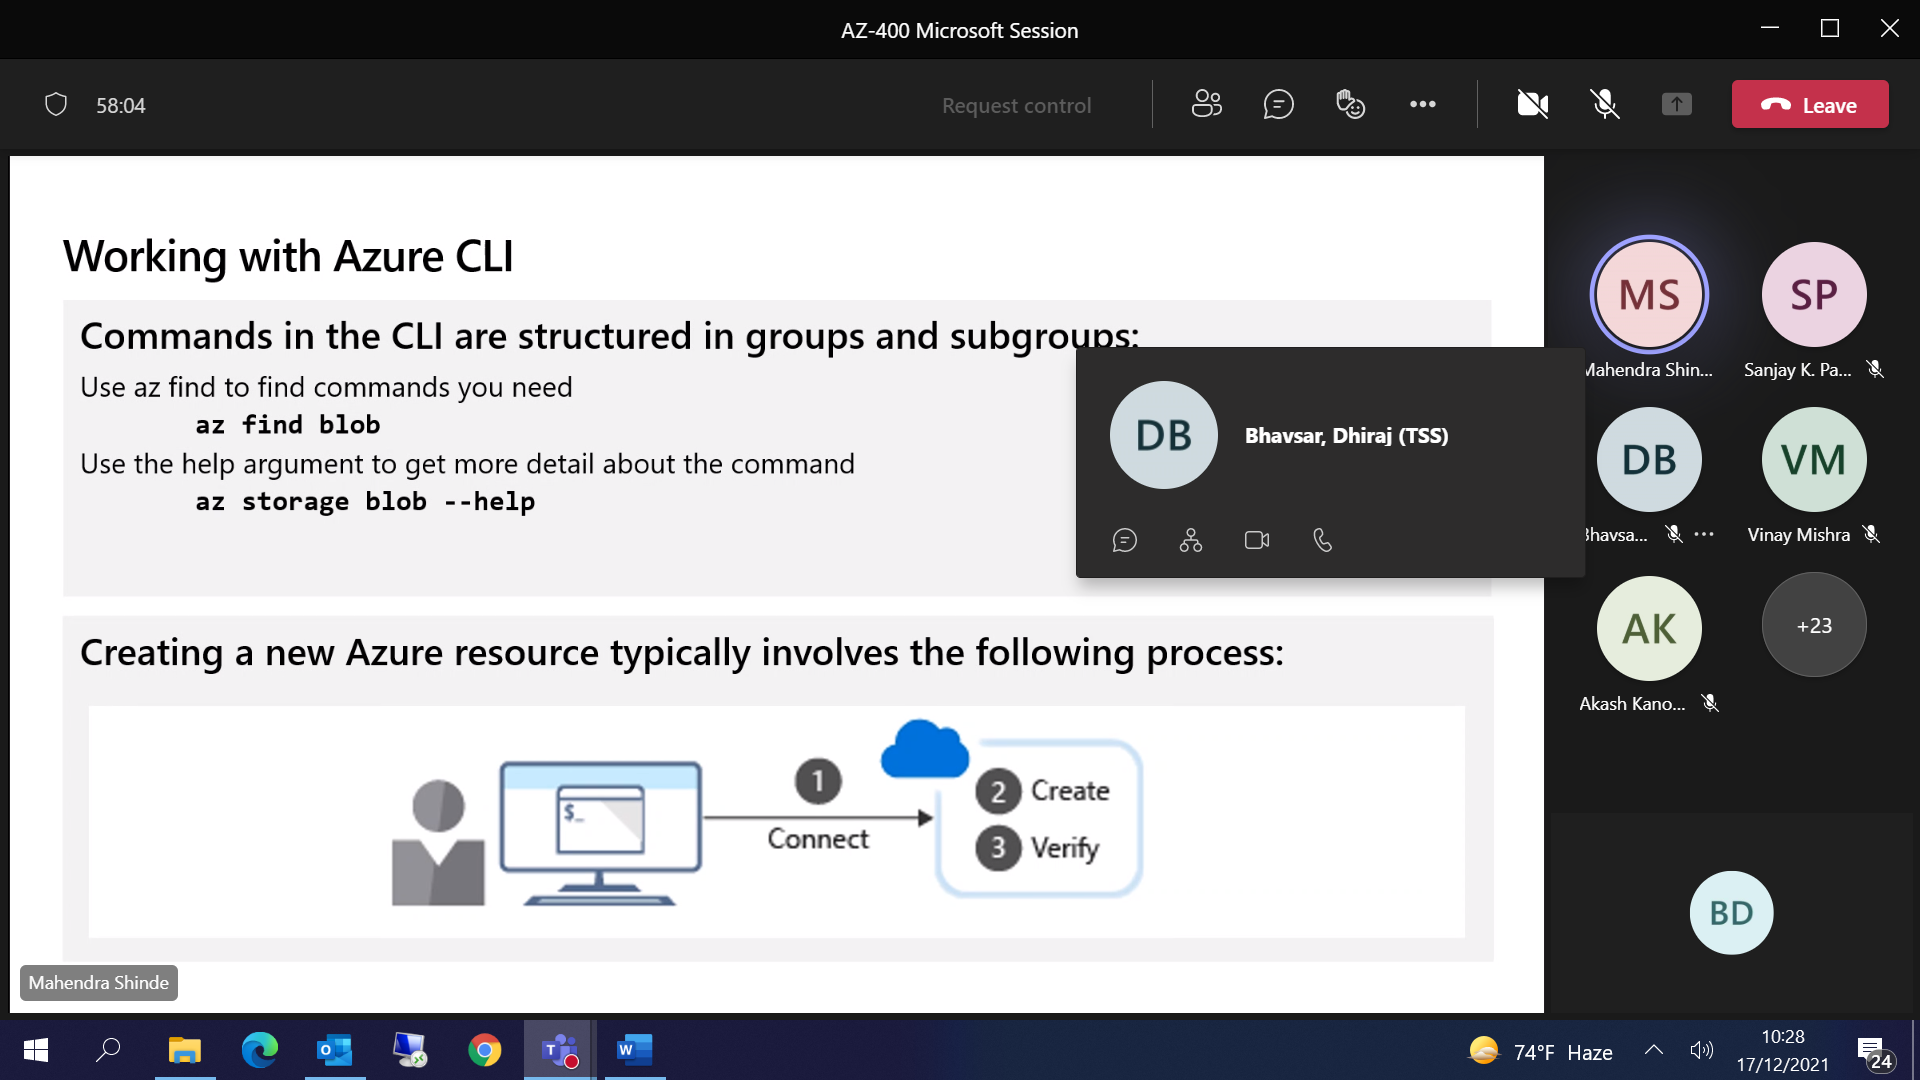 AZ-400 Microsoft Session
58:04
Request control
Leave
Working with Azure CLI
Commands in the CLI are structured in groups and subgroups:
Use az find to find commands you need
az find blob
Use the help argument to get more detail about the command
az storage blob --help
DB
Bhavsar, Dhiraj (TSS)
Creating a new Azure resource typically involves the following process:
$_
1
Connect
2 Create
3 Verify
Mahendra Shinde
MS
Mahendra Shin...
SP
Sanjay K. Pa...
DB
Bhavsa...
VM
Vinay Mishra
AK
Akash Kano...
+23
BD
74°F Haze
10:28
17/12/2021
24